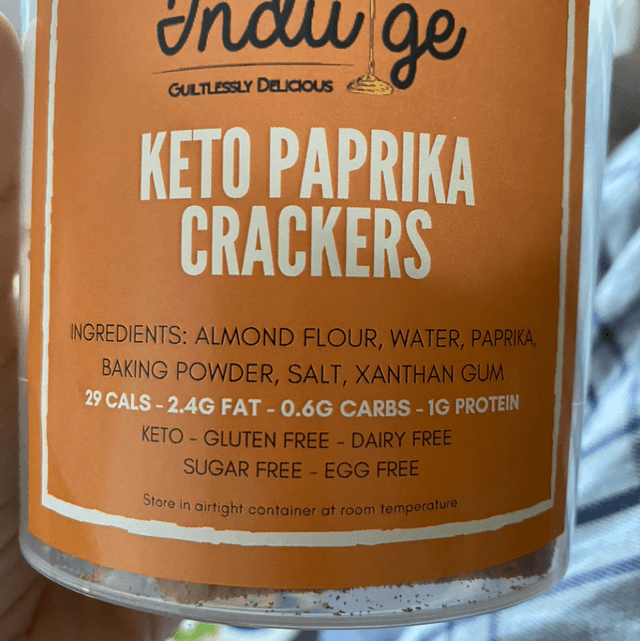 Indulge
GUILTLESSLY DELICIOUS
KETO PAPRIKA
CRACKERS
INGREDIENTS: ALMOND FLOUR, WATER, PAPRIKA,
BAKING POWDER, SALT, XANTHAN GUM
29 CALS - 2.4G FAT - 0.6G CARBS - 1G PROTEIN
KETO - GLUTEN FREE - DAIRY FREE
SUGAR FREE - EGG FREE
Store in airtight container at room temperature